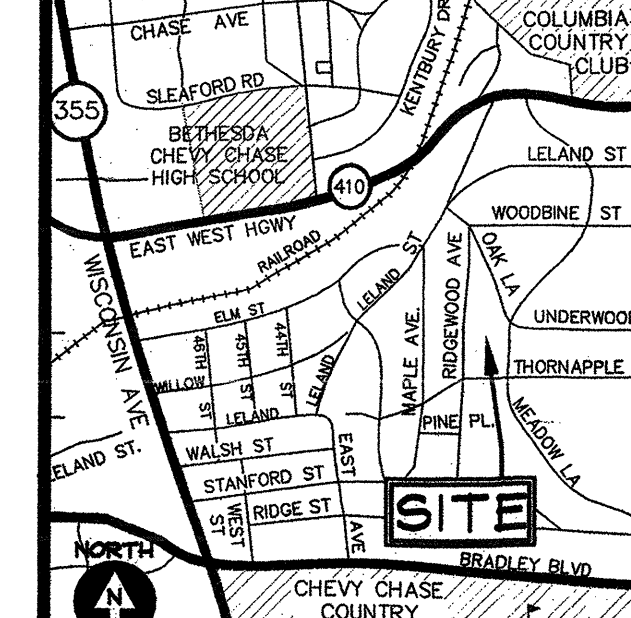 CHASE AVE
KENTBURY DR
COLUMBIA
COUNTRY
CLUB
SLEAFORD RD
355
BETHESDA
CHEVY CHASE
HIGH SCHOOL
410
LELAND ST
WOODBINE ST
EAST WEST HGWY
RAILROAD
LELAND ST
OAK LA
WISCONSIN AVE
ELM ST
MAPLE AVE.
RIDGEWOOD AVE
UNDERWOO
46TH ST
45TH ST
44TH ST
WILLOW
LELAND
THORNAPPLE
LELAND
PINE PL.
MEADOW LA
ELAND ST.
WALSH ST
EAST AVE
STANFORD ST
WEST ST
RIDGE ST
SITE
NORTH
N
BRADLEY BLVD
CHEVY CHASE
COUNTRY